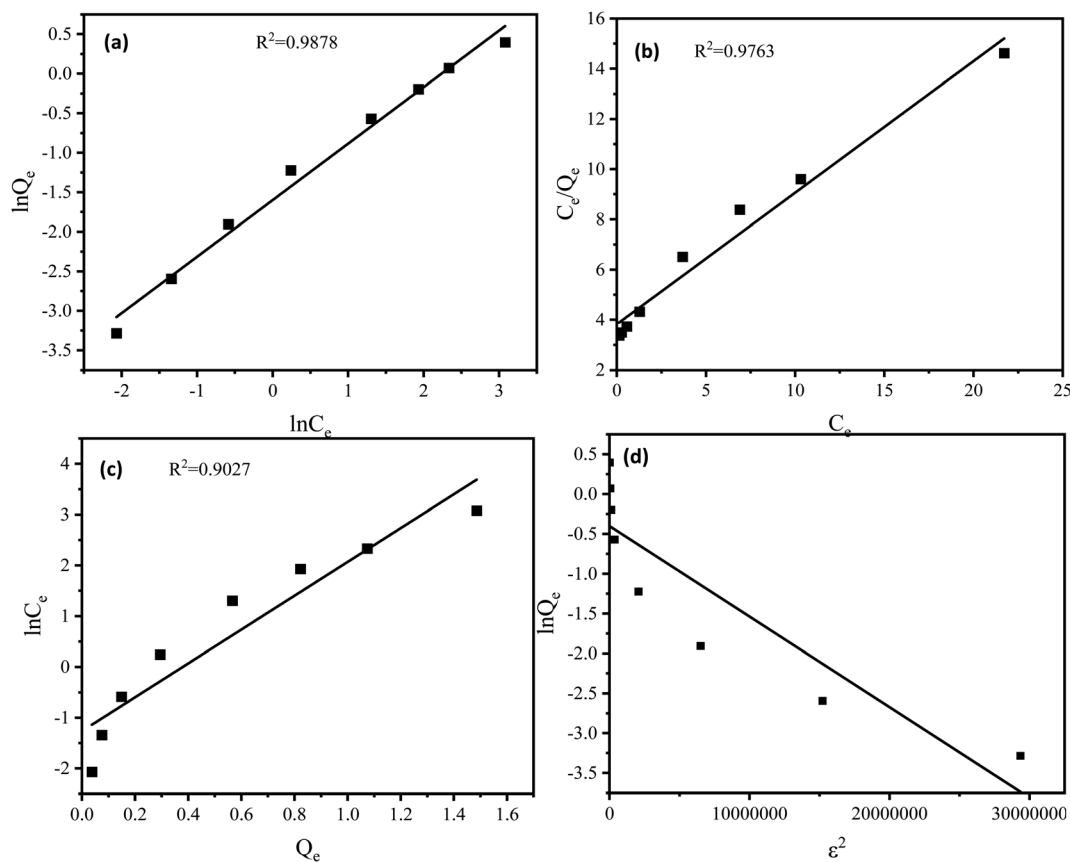 (a)
R²=0.9878
lnQₑ
0.5
0.0
-0.5
-1.0
-1.5
-2.0
-2.5
-3.0
-3.5
-2 -1 0 1 2 3
lnCₑ
(b)
R²=0.9763
Cₑ/Qₑ
16
14
12
10
8
6
4
2
0 5 10 15 20 25
Cₑ
(c)
R²=0.9027
lnCₑ
4
3
2
1
0
-1
-2
0.0 0.2 0.4 0.6 0.8 1.0 1.2 1.4 1.6
Qₑ
(d)
lnQₑ
0.5
0.0
-0.5
-1.0
-1.5
-2.0
-2.5
-3.0
-3.5
0 10000000 20000000 30000000
ε²